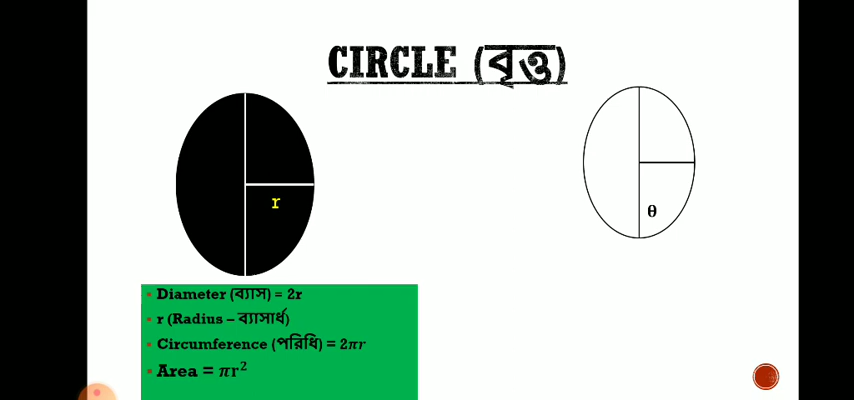 CIRCLE (বৃত্ত)
r
θ
Diameter (ব্যাস) = 2r
r (Radius – ব্যাসার্ধ)
Circumference (পরিধি) = 2πr
Area = πr²